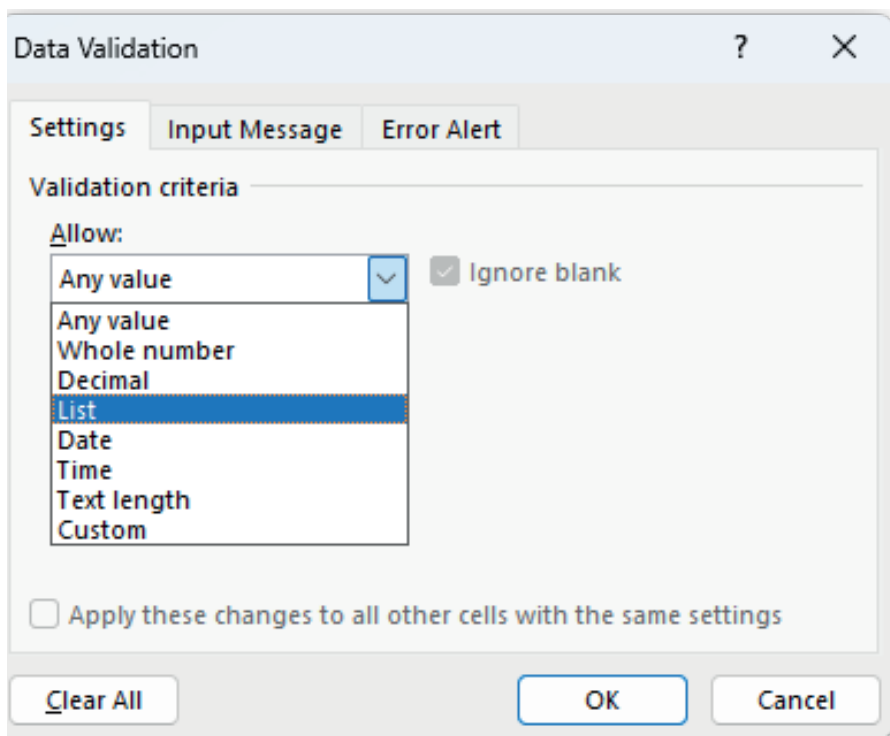 Data Validation ?
Settings Input Message Error Alert
Validation criteria
Allow:
Any value Ignore blank
Any value
Whole number
Decimal
List
Date
Time
Text length
Custom
Apply these changes to all other cells with the same settings
Clear All OK Cancel